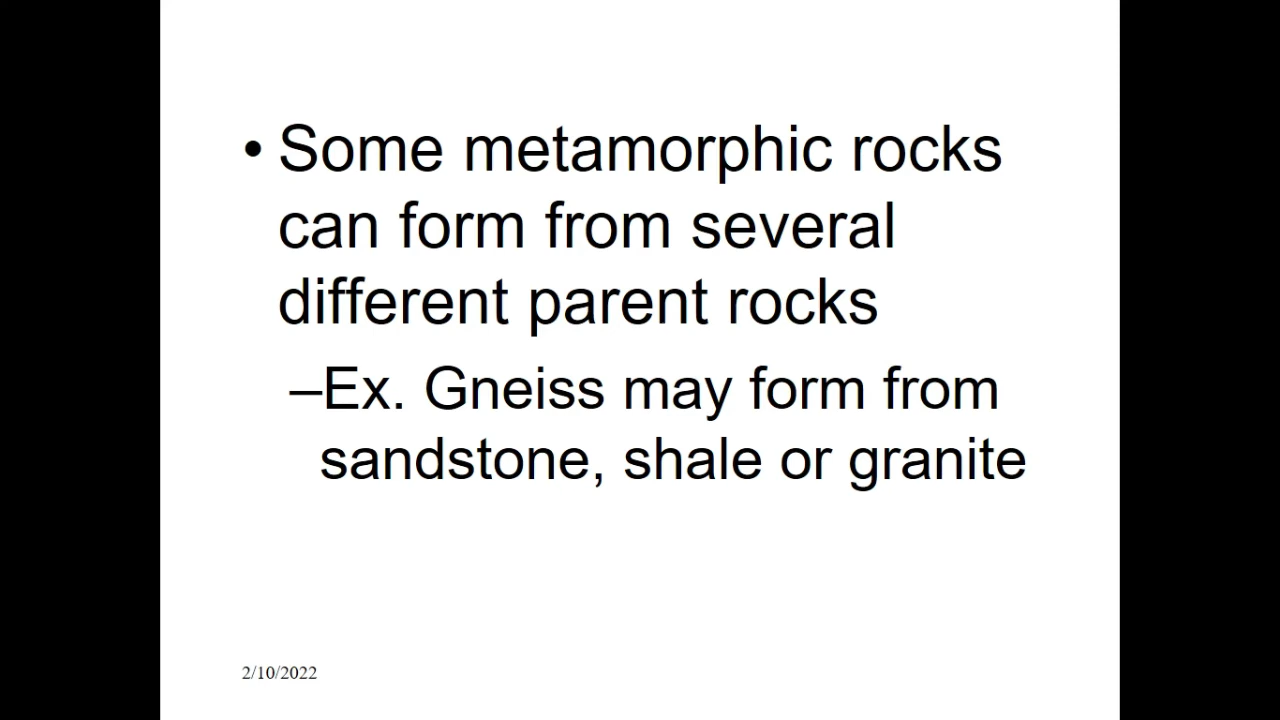 • Some metamorphic rocks
can form from several
different parent rocks
–Ex. Gneiss may form from
sandstone, shale or granite
2/10/2022